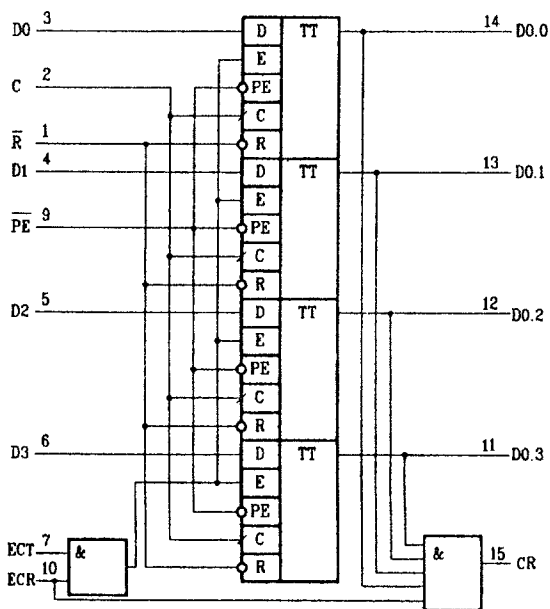 3
D0
D
TT
14
D0.0
E
2
C
PE
C
1
R̅
R
4
D1
D
TT
13
D0.1
E
9
P̅E̅
PE
C
R
5
D2
D
TT
12
D0.2
E
PE
C
R
6
D3
D
TT
11
D0.3
E
PE
7
ECT
&
C
&
15
CR
10
ECR
R